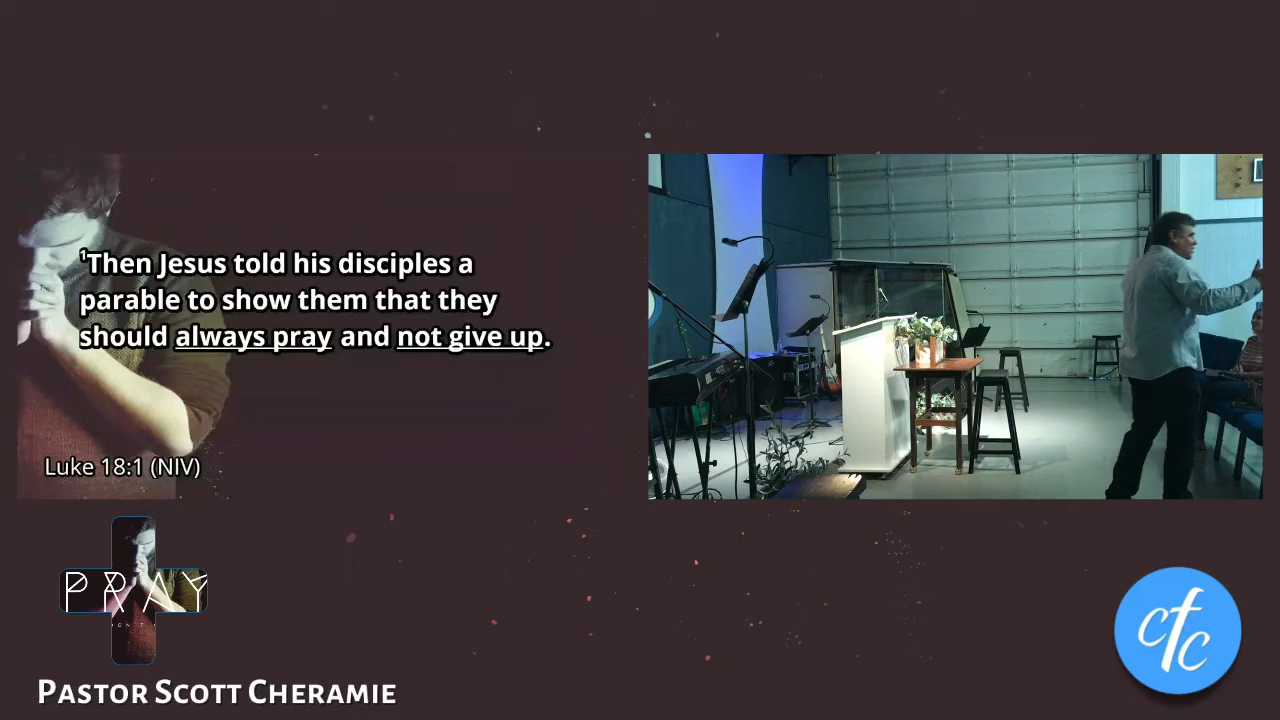 ¹Then Jesus told his disciples a
parable to show them that they
should always pray and not give up.
Luke 18:1 (NIV)
PRAY
PASTOR SCOTT CHERAMIE
cfc